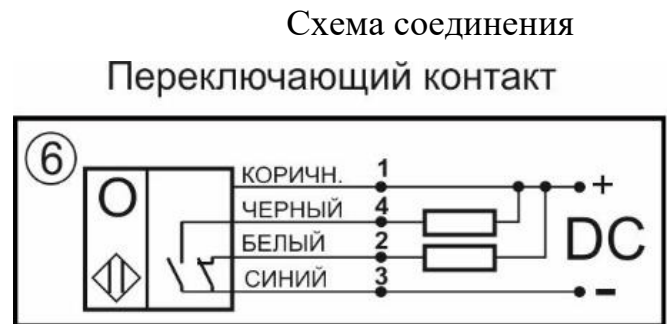 Схема соединения
Переключающий контакт
6
КОРИЧН. 1
+
O
ЧЕРНЫЙ 4
DC
БЕЛЫЙ 2
СИНИЙ 3
-